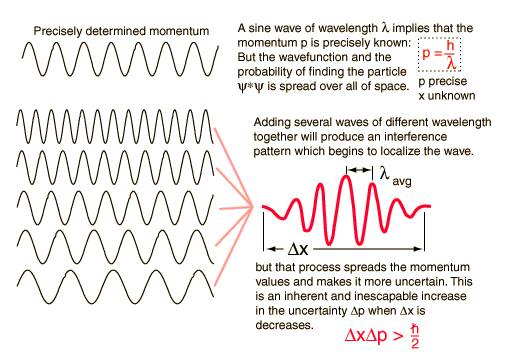 Precisely determined momentum
A sine wave of wavelength λ implies that the
momentum p is precisely known:
But the wavefunction and the
probability of finding the particle
ψ*ψ is spread over all of space.
p = h/λ
p precise
x unknown
Adding several waves of different wavelength
together will produce an interference
pattern which begins to localize the wave.
λ avg
Δx
but that process spreads the momentum
values and makes it more uncertain. This
is an inherent and inescapable increase
in the uncertainty Δp when Δx is
decreases.
ΔxΔp > ℏ/2